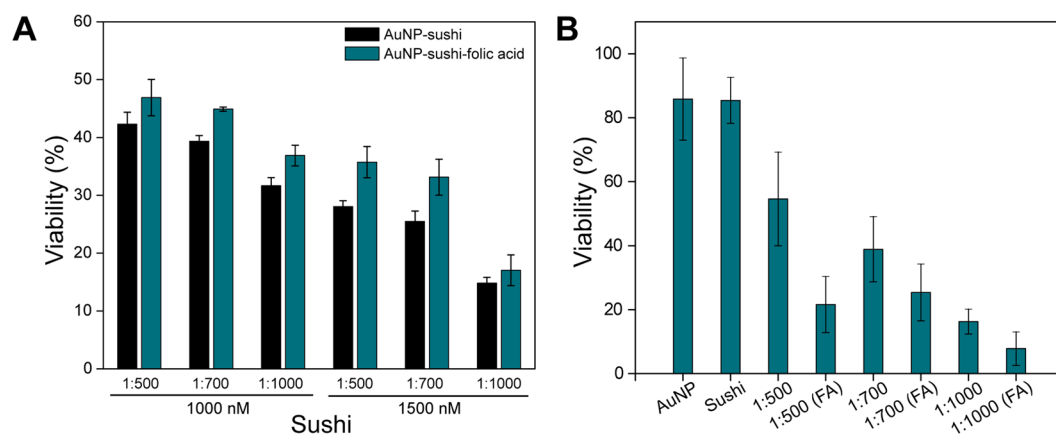 A
AuNP-sushi
AuNP-sushi-folic acid
Viability (%)
60
50
40
30
20
10
0
1:500 1:700 1:1000 1:500 1:700 1:1000
1000 nM 1500 nM
Sushi
B
Viability (%)
100
80
60
40
20
0
AuNP
Sushi
1:500
1:500 (FA)
1:700
1:700 (FA)
1:1000
1:1000 (FA)